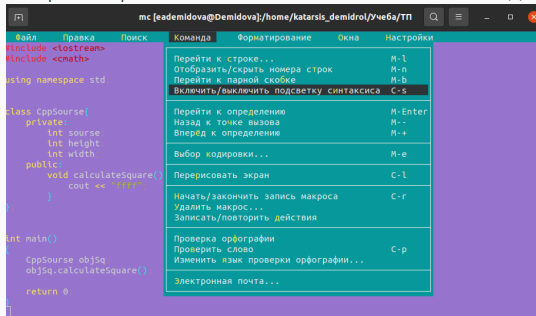 mc [eademidova@Demidova]:/home/katarsis_demidrol/Учеба/ТП
Файл Правка Поиск Команда Форматирование Окна Настройки
#include <iostream>
#include <cmath>
using namespace std
class CppSourse{
private:
int sourse
int height
int width
public:
void calculateSquare()
cout << "ffff"
}
}
int main()
{
CppSourse objSq
objSq.calculateSquare()
return 0
}
Перейти к строке... M-l
Отобразить/скрыть номера строк M-n
Перейти к парной скобке M-b
Включить/выключить подсветку синтаксиса C-s
Перейти к определению M-Enter
Назад к точке вызова M--
Вперёд к определению M-+
Выбор кодировки... M-e
Перерисовать экран C-l
Начать/закончить запись макроса C-r
Удалить макрос...
Записать/повторить действия
Проверка орфографии
Проверить слово C-p
Изменить язык проверки орфографии...
Электронная почта...